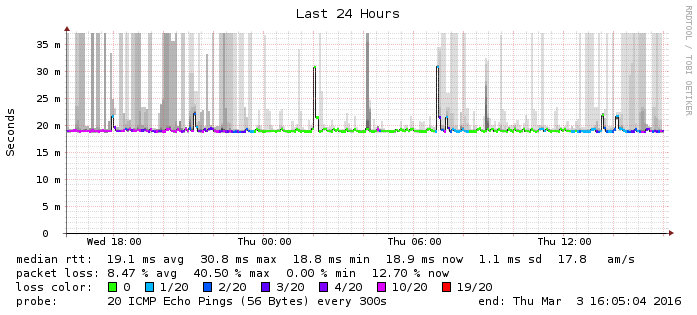 Last 24 Hours
RRDTOOL / TOBI OETIKER
Seconds
35 m
30 m
25 m
20 m
15 m
10 m
5 m
0
Wed 18:00 Thu 00:00 Thu 06:00 Thu 12:00
median rtt: 19.1 ms avg 30.8 ms max 18.8 ms min 18.9 ms now 1.1 ms sd 17.8 am/s
packet loss: 8.47 % avg 40.50 % max 0.00 % min 12.70 % now
loss color: 0 1/20 2/20 3/20 4/20 10/20 19/20
probe: 20 ICMP Echo Pings (56 Bytes) every 300s end: Thu Mar 3 16:05:04 2016